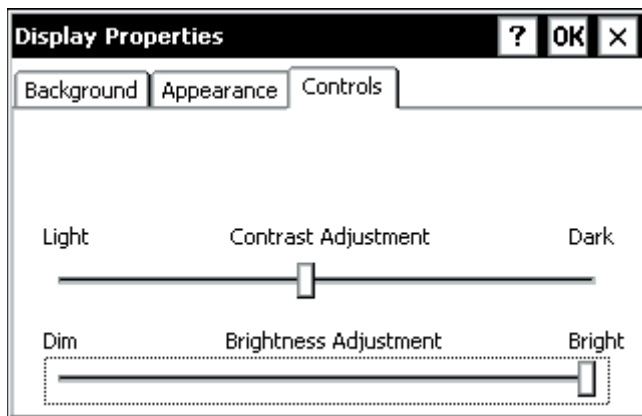 Display Properties ? OK ×
Background Appearance Controls
Light Contrast Adjustment Dark
Dim Brightness Adjustment Bright